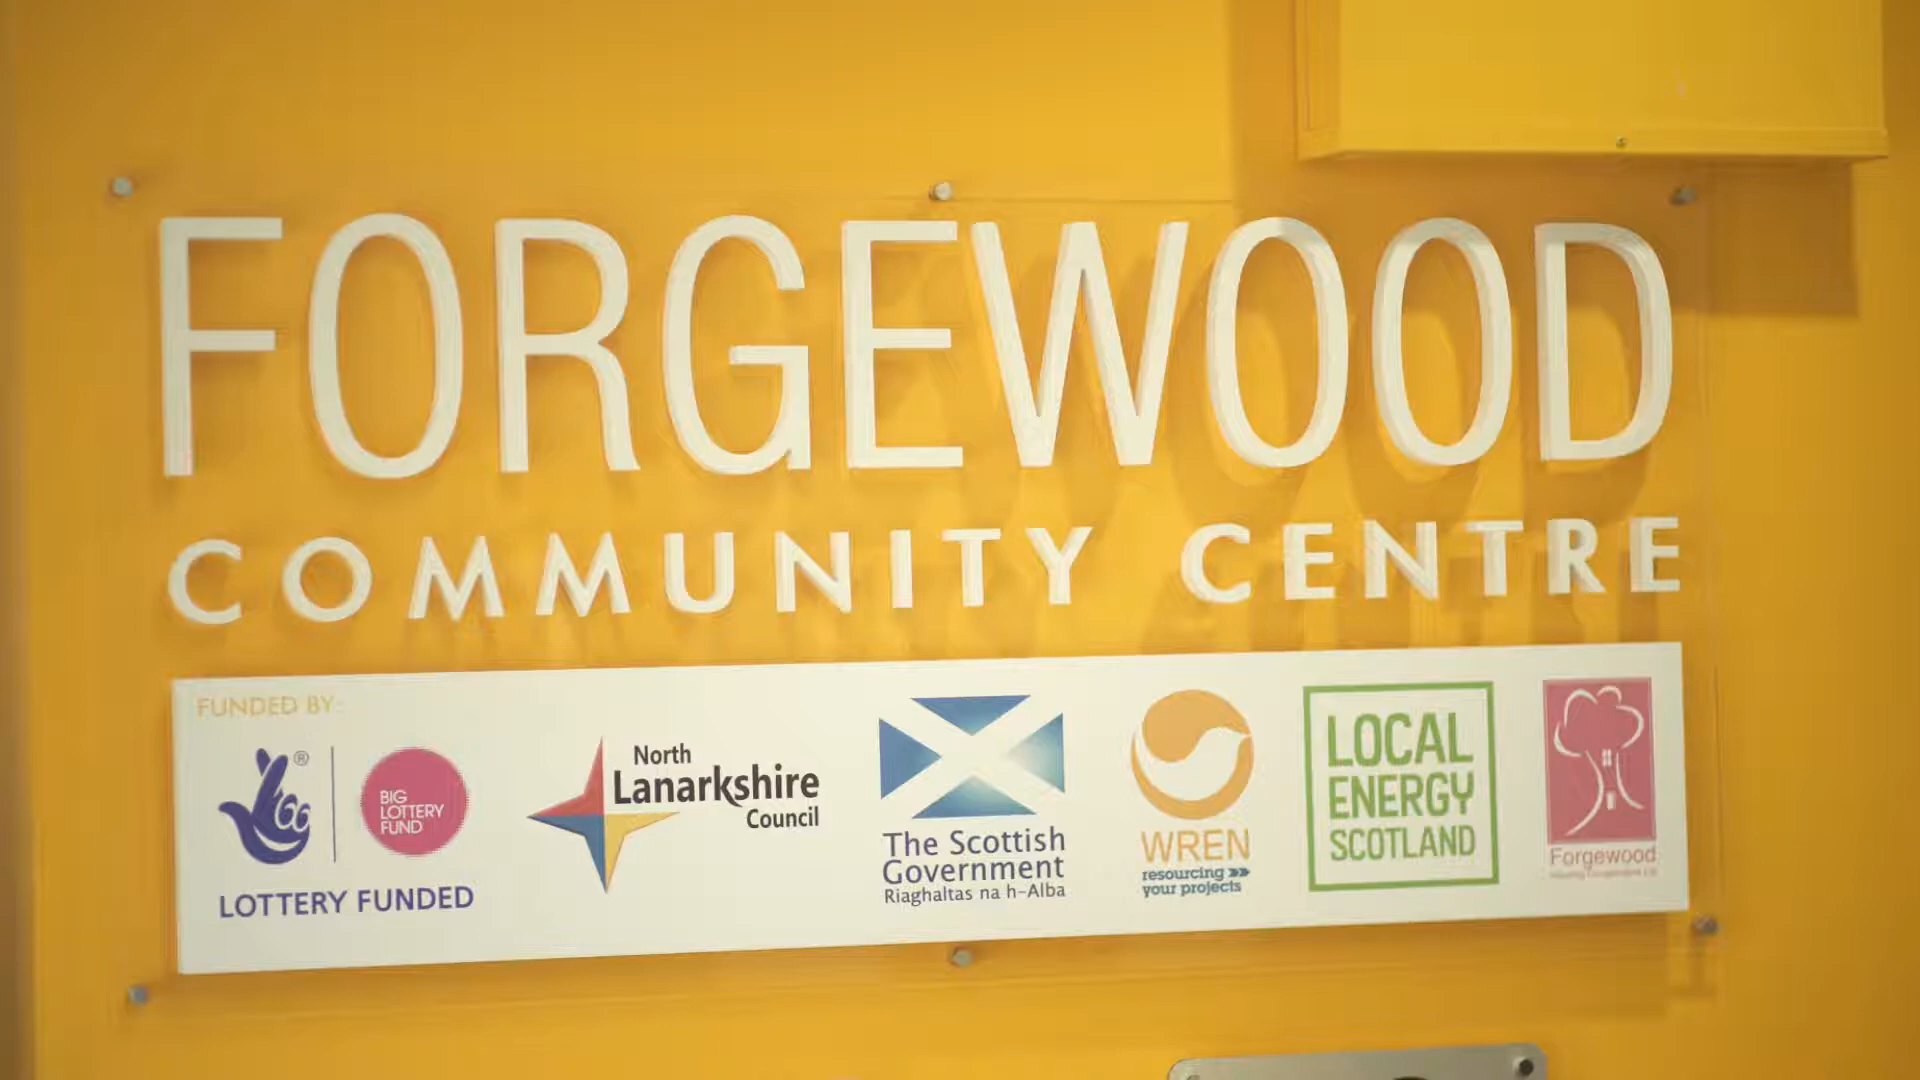 FORGEWOOD
COMMUNITY CENTRE
FUNDED BY:
BIG
LOTTERY
FUND
LOTTERY FUNDED
North
Lanarkshire
Council
The Scottish
Government
Riaghaltas na h-Alba
WREN
resourcing
your projects
LOCAL
ENERGY
SCOTLAND
Forgewood